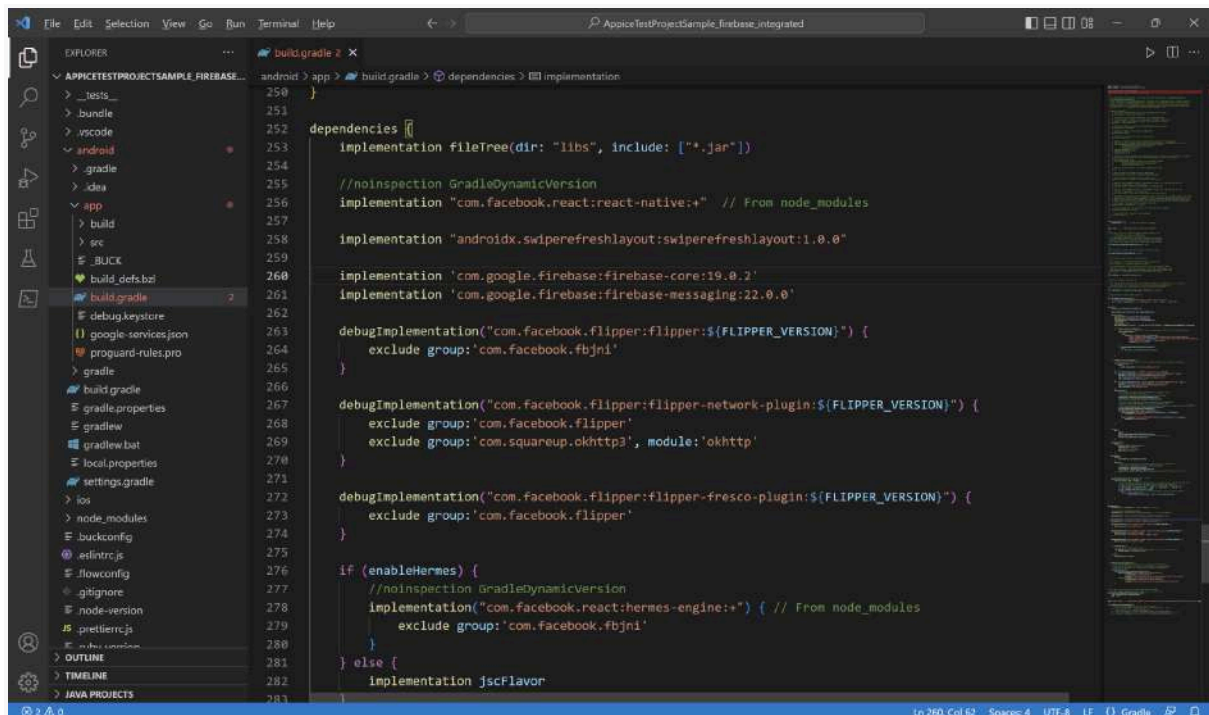 File Edit Selection View Go Run Terminal Help
AppiceTestProjectSample_firebase_integrated
EXPLORER
APPICETESTPROJECTSAMPLE_FIREBASE...
__tests__
.bundle
.vscode
android
.gradle
.idea
app
build
src
_BUCK
build_defs.bzl
build.gradle 2
debug.keystore
google-services.json
proguard-rules.pro
gradle
build.gradle
gradle.properties
gradlew
gradlew.bat
local.properties
settings.gradle
ios
node_modules
.buckconfig
.eslintrc.js
.flowconfig
.gitignore
.node-version
JS .prettierrc.js
.ruby-version
OUTLINE
TIMELINE
JAVA PROJECTS
build.gradle 2
android > app > build.gradle > dependencies > implementation
250 }
251
252 dependencies {
253 implementation fileTree(dir: "libs", include: ["*.jar"])
254
255 //noinspection GradleDynamicVersion
256 implementation "com.facebook.react:react-native:+" // From node_modules
257
258 implementation "androidx.swiperefreshlayout:swiperefreshlayout:1.0.0"
259
260 implementation 'com.google.firebase:firebase-core:19.0.2'
261 implementation 'com.google.firebase:firebase-messaging:22.0.0'
262
263 debugImplementation("com.facebook.flipper:flipper:${FLIPPER_VERSION}") {
264 exclude group:'com.facebook.fbjni'
265 }
266
267 debugImplementation("com.facebook.flipper:flipper-network-plugin:${FLIPPER_VERSION}") {
268 exclude group:'com.facebook.flipper'
269 exclude group:'com.squareup.okhttp3', module:'okhttp'
270 }
271
272 debugImplementation("com.facebook.flipper:flipper-fresco-plugin:${FLIPPER_VERSION}") {
273 exclude group:'com.facebook.flipper'
274 }
275
276 if (enableHermes) {
277 //noinspection GradleDynamicVersion
278 implementation("com.facebook.react:hermes-engine:+") { // From node_modules
279 exclude group:'com.facebook.fbjni'
280 }
281 } else {
282 implementation jscFlavor
283 }
2 0 Ln 260, Col 62 Spaces: 4 UTF-8 LF {} Gradle